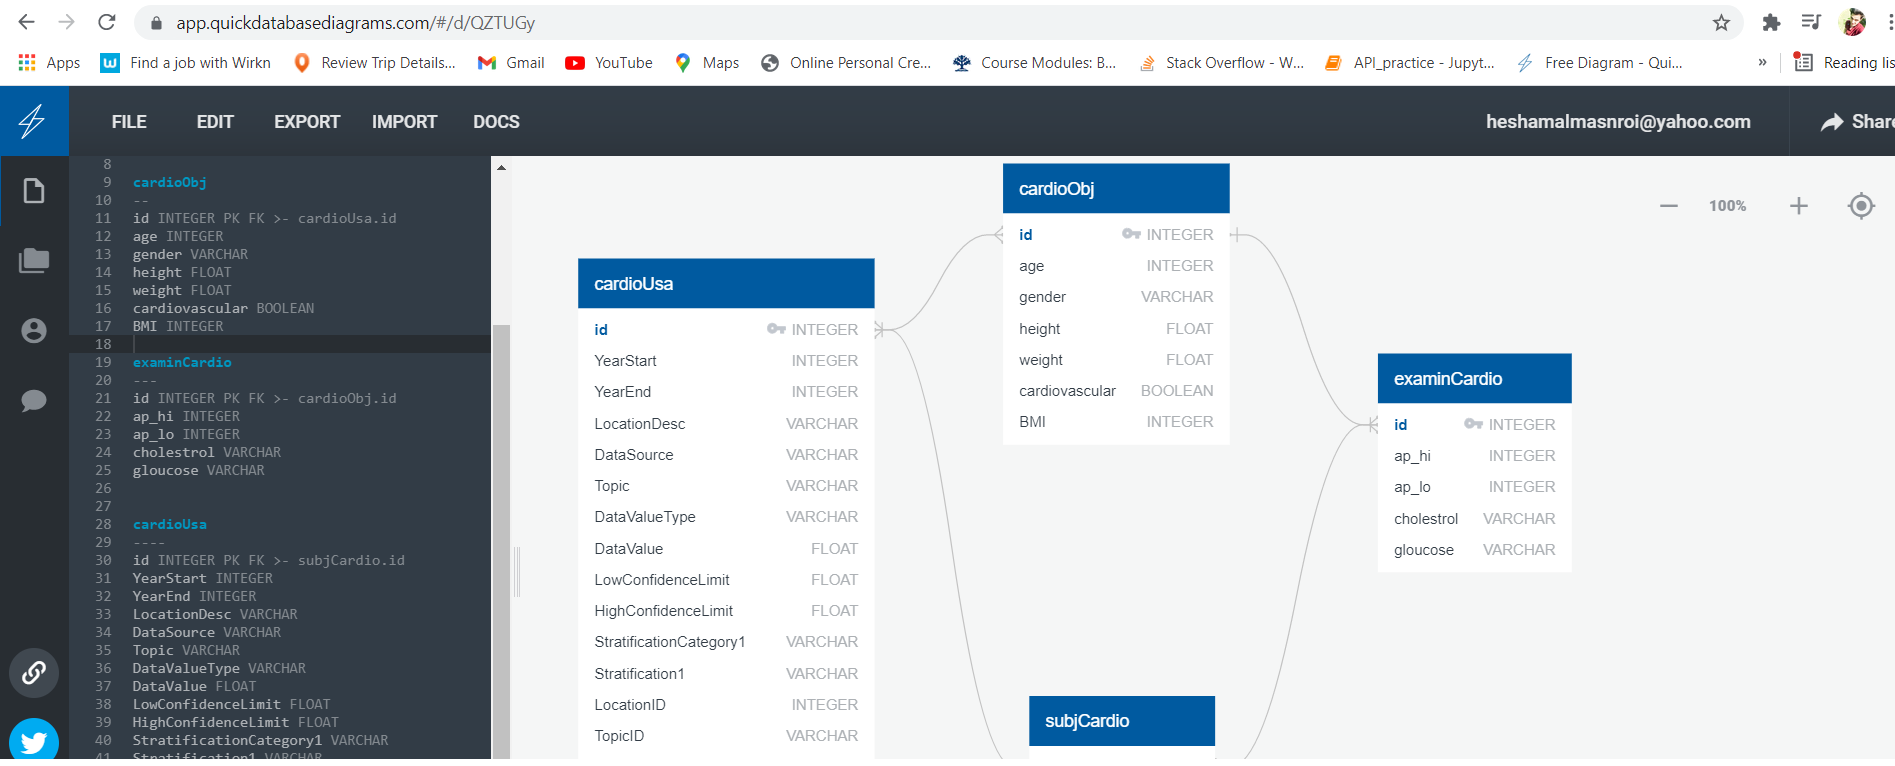 app.quickdatabasediagrams.com/#/d/QZTUGy
Apps Find a job with Wirkn Review Trip Details... Gmail YouTube Maps Online Personal Cre... Course Modules: B... Stack Overflow - W... API_practice - Jupyt... Free Diagram - Qui... » Reading lis
FILE EDIT EXPORT IMPORT DOCS heshamalmasnroi@yahoo.com Share
8
9 cardioObj
10 --
11 id INTEGER PK FK >- cardioUsa.id
12 age INTEGER
13 gender VARCHAR
14 height FLOAT
15 weight FLOAT
16 cardiovascular BOOLEAN
17 BMI INTEGER
18
19 examinCardio
20 ---
21 id INTEGER PK FK >- cardioObj.id
22 ap_hi INTEGER
23 ap_lo INTEGER
24 cholestrol VARCHAR
25 gloucose VARCHAR
26
27
28 cardioUsa
29 ----
30 id INTEGER PK FK >- subjCardio.id
31 YearStart INTEGER
32 YearEnd INTEGER
33 LocationDesc VARCHAR
34 DataSource VARCHAR
35 Topic VARCHAR
36 DataValueType VARCHAR
37 DataValue FLOAT
38 LowConfidenceLimit FLOAT
39 HighConfidenceLimit FLOAT
40 StratificationCategory1 VARCHAR
41 Stratification1 VARCHAR
cardioUsa
id INTEGER
YearStart INTEGER
YearEnd INTEGER
LocationDesc VARCHAR
DataSource VARCHAR
Topic VARCHAR
DataValueType VARCHAR
DataValue FLOAT
LowConfidenceLimit FLOAT
HighConfidenceLimit FLOAT
StratificationCategory1 VARCHAR
Stratification1 VARCHAR
LocationID INTEGER
TopicID VARCHAR
cardioObj
id INTEGER
age INTEGER
gender VARCHAR
height FLOAT
weight FLOAT
cardiovascular BOOLEAN
BMI INTEGER
examinCardio
id INTEGER
ap_hi INTEGER
ap_lo INTEGER
cholestrol VARCHAR
gloucose VARCHAR
subjCardio
100%